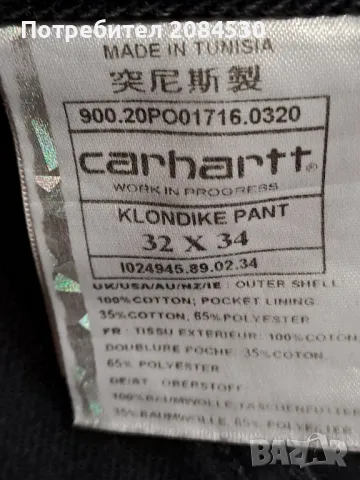 Потребител 2084530
MADE IN TUNISIA
突尼斯製
900.20PO01716.0320
carhartt®
WORK IN PROGRESS
KLONDIKE PANT
32 X 34
I024945.89.02.34
UK/USA/AU/NZ/IE: OUTER SHELL
100%COTTON; POCKET LINING
35%COTTON, 65%POLYESTER
FR: TISSU EXTERIEUR: 100%COTON
DOUBLURE POCHE: 35%COTON,
65% POLYESTER
DE/AT OBERSTOFF
100%BAUMWOLLE, TASCHENFUTTER
35%BAUMWOLLE, 65% POLYESTER
bazar